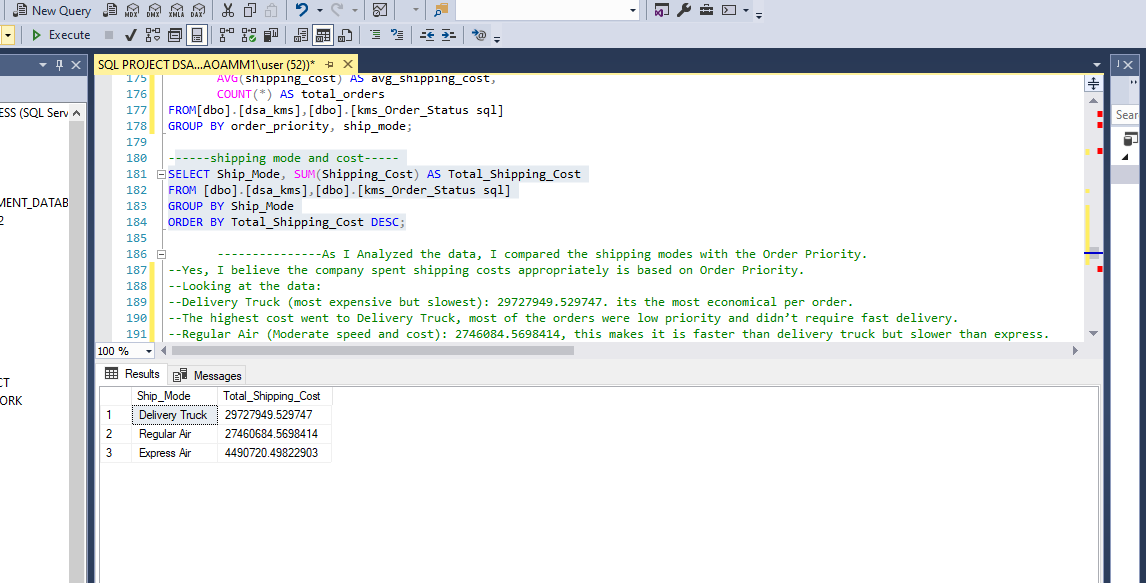 New Query
MDX DMX XMLA DAX
Execute
SQL PROJECT DSA...AOAMM1\user (52))*
ESS (SQL Serv
MENT_DATAB
2
CT
ORK
Sear
175 AVG(shipping_cost) AS avg_shipping_cost,
176 COUNT(*) AS total_orders
177 FROM[dbo].[dsa_kms],[dbo].[kms_Order_Status sql]
178 GROUP BY order_priority, ship_mode;
179
180 ------shipping mode and cost-----
181 SELECT Ship_Mode, SUM(Shipping_Cost) AS Total_Shipping_Cost
182 FROM [dbo].[dsa_kms],[dbo].[kms_Order_Status sql]
183 GROUP BY Ship_Mode
184 ORDER BY Total_Shipping_Cost DESC;
185
186 ---------------As I Analyzed the data, I compared the shipping modes with the Order Priority.
187 --Yes, I believe the company spent shipping costs appropriately is based on Order Priority.
188 --Looking at the data:
189 --Delivery Truck (most expensive but slowest): 29727949.529747. its the most economical per order.
190 --The highest cost went to Delivery Truck, most of the orders were low priority and didn’t require fast delivery.
191 --Regular Air (Moderate speed and cost): 2746084.5698414, this makes it is faster than delivery truck but slower than express.
100 %
Results Messages
Ship_Mode Total_Shipping_Cost
1 Delivery Truck 29727949.529747
2 Regular Air 27460684.5698414
3 Express Air 4490720.49822903